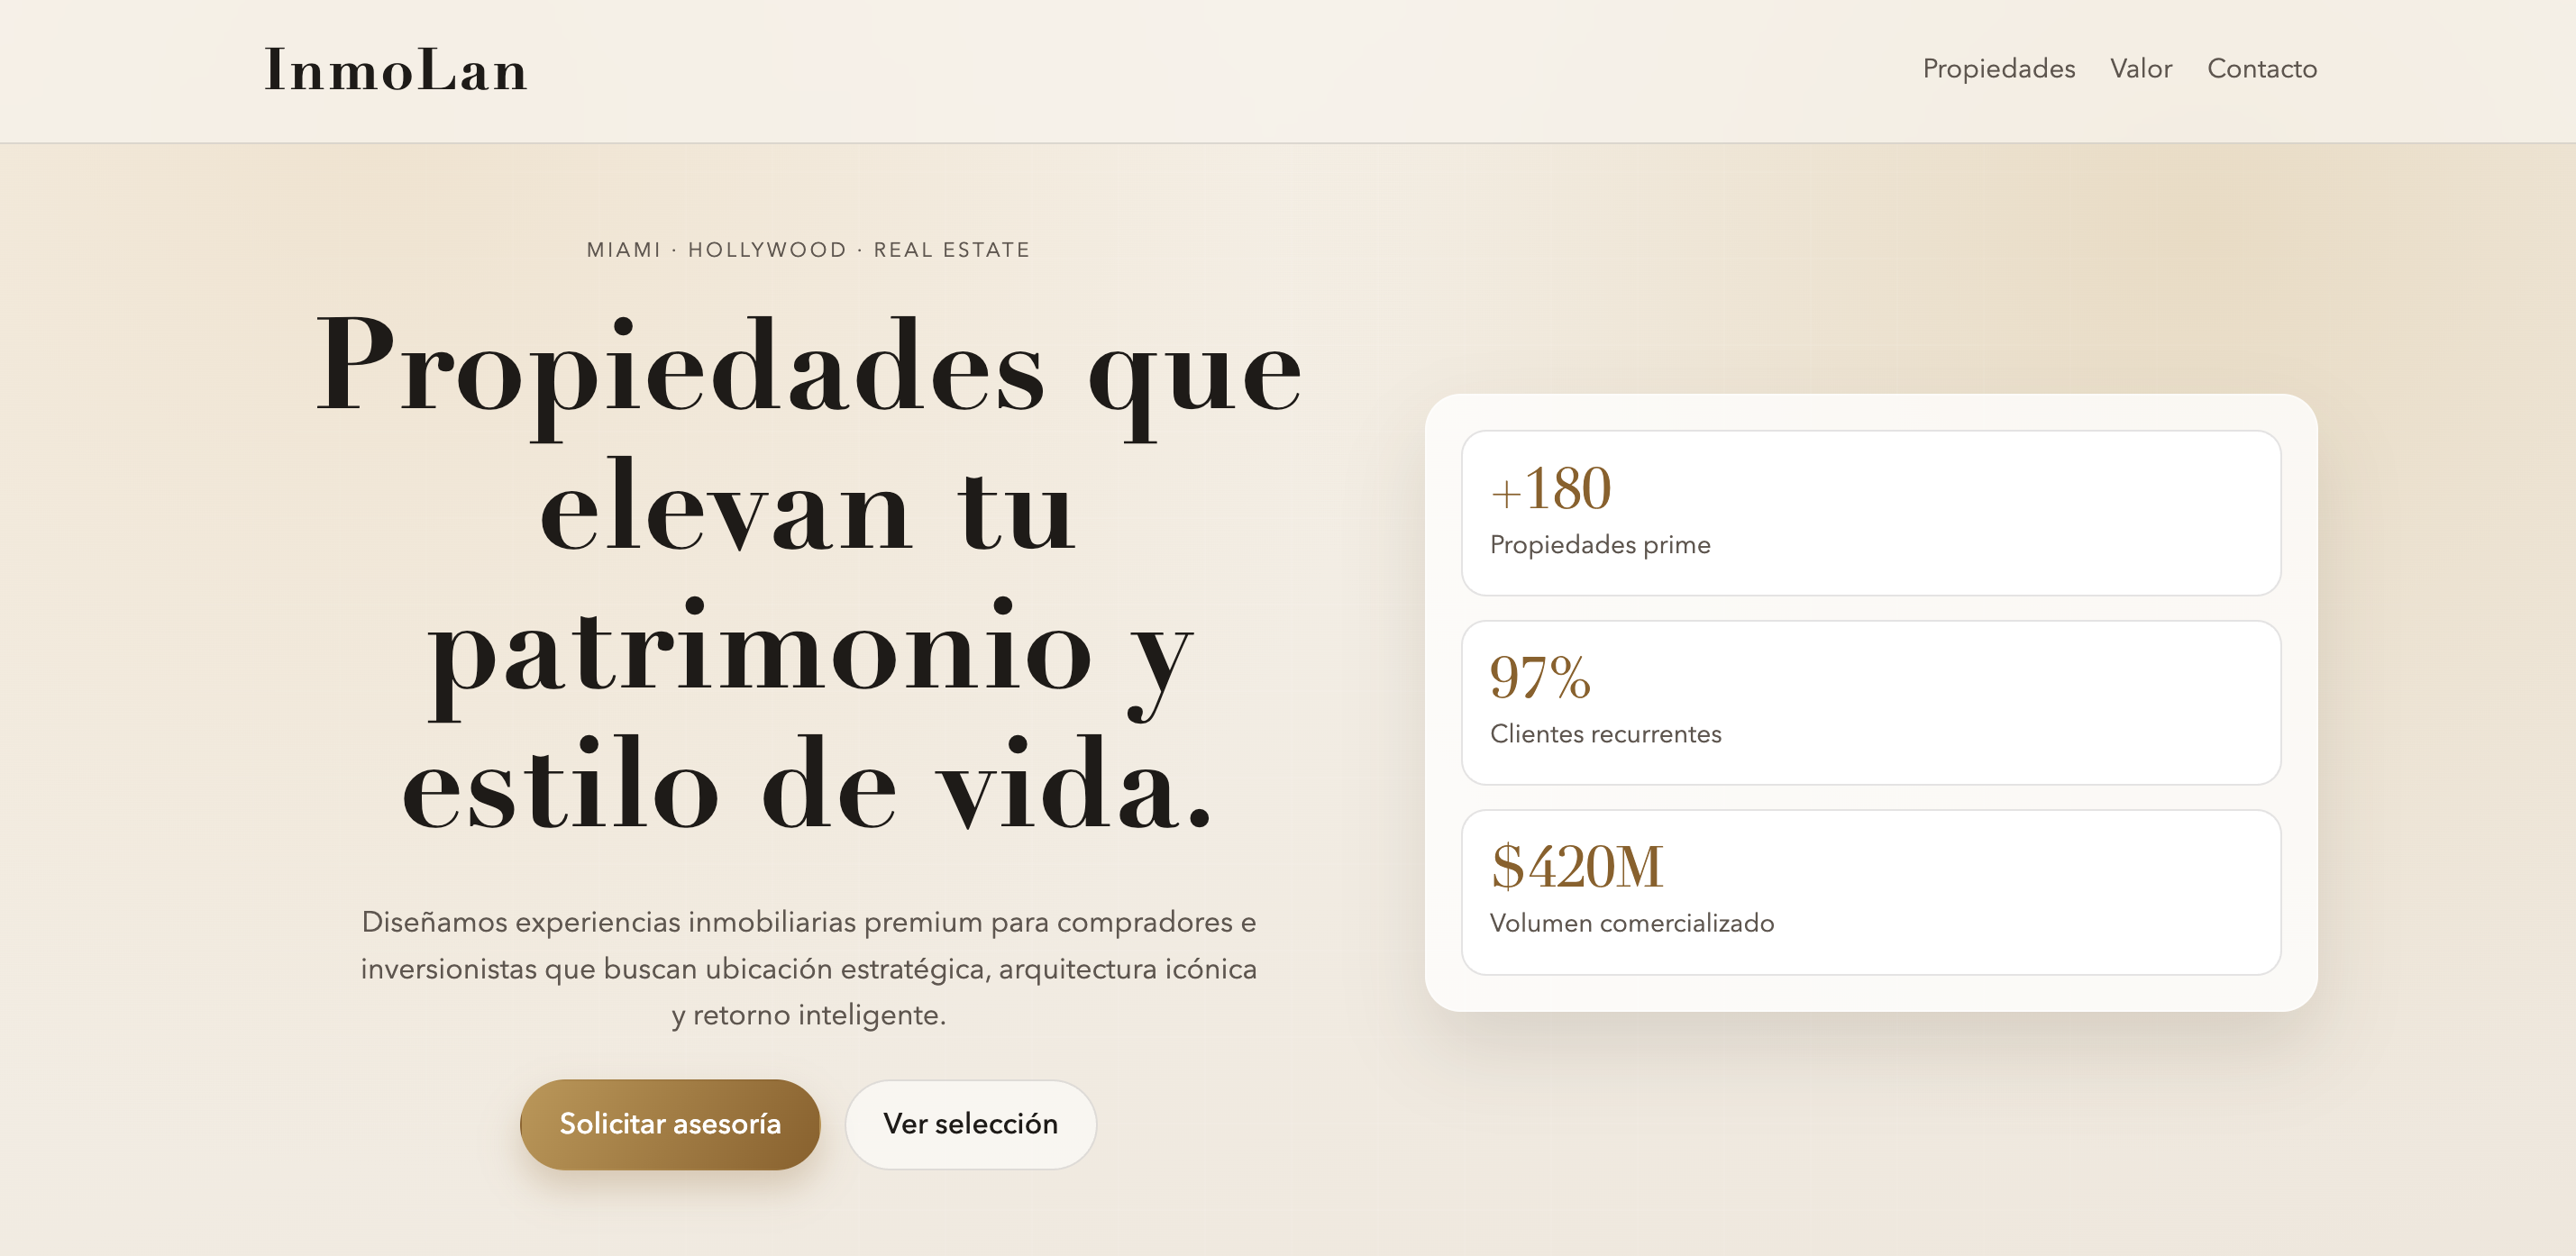 InmoLan
Propiedades Valor Contacto
MIAMI · HOLLYWOOD · REAL ESTATE
Propiedades que
elevan tu
patrimonio y
estilo de vida.
Diseñamos experiencias inmobiliarias premium para compradores e
inversionistas que buscan ubicación estratégica, arquitectura icónica
y retorno inteligente.
Solicitar asesoría
Ver selección
+180
Propiedades prime
97%
Clientes recurrentes
$420M
Volumen comercializado